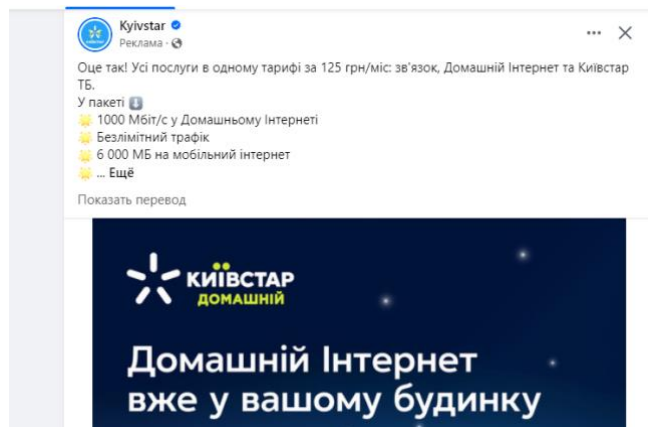 Kyivstar
Реклама ·
Оце так! Усі послуги в одному тарифі за 125 грн/міс: зв'язок, Домашній Інтернет та Київстар
ТБ.
У пакеті ⬇️
1000 Мбіт/с у Домашньому Інтернеті
Безлімітний трафік
6 000 МБ на мобільний інтернет
... Ещё
Показать перевод
КИЇВСТАР
ДОМАШНІЙ
Домашній Інтернет
вже у вашому будинку